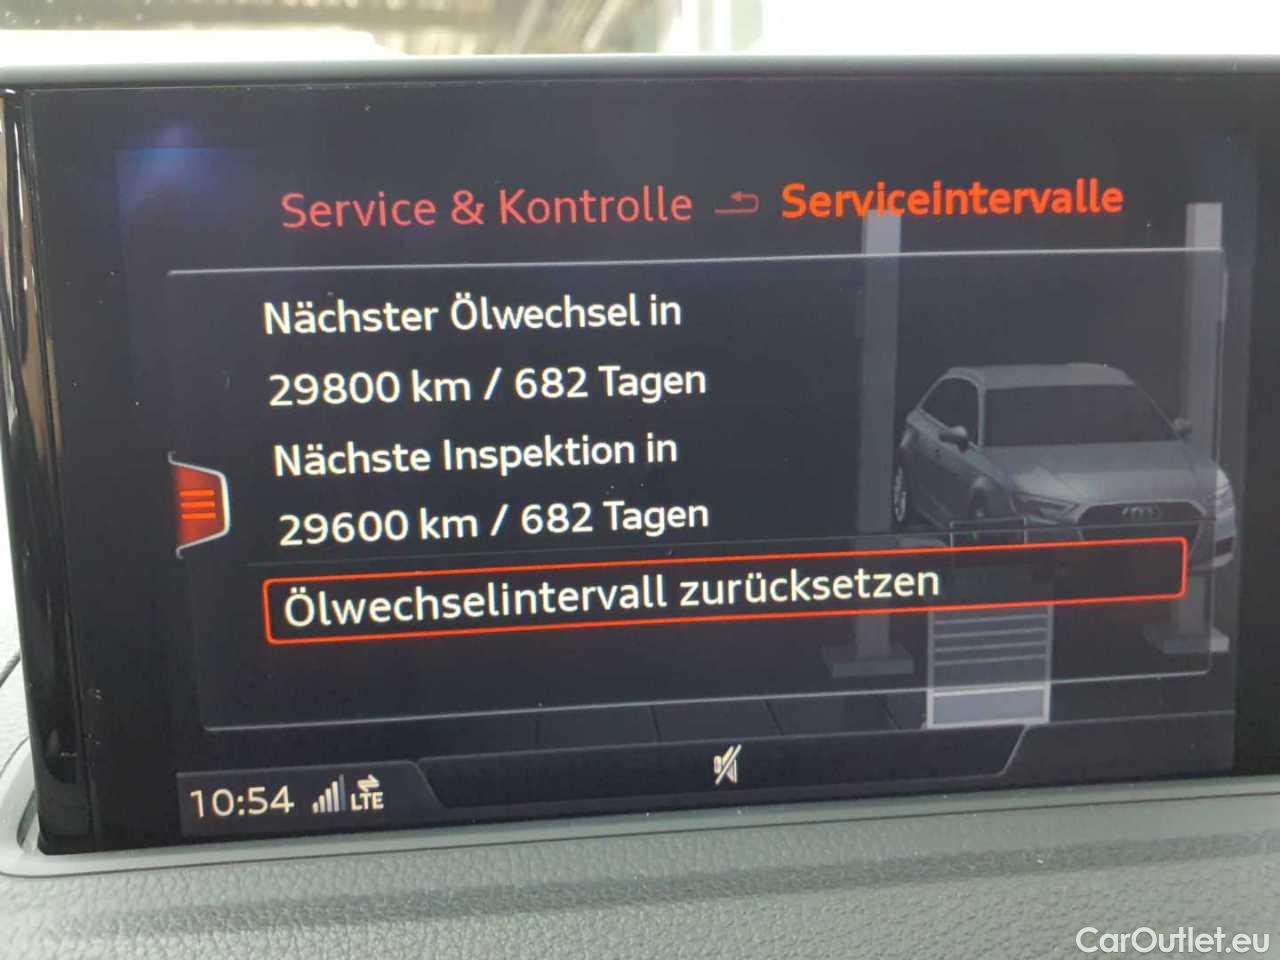 Service & Kontrolle Serviceintervalle
Nächster Ölwechsel in
29800 km / 682 Tagen
Nächste Inspektion in
29600 km / 682 Tagen
Ölwechselintervall zurücksetzen
10:54 LTE
CarOutlet.eu